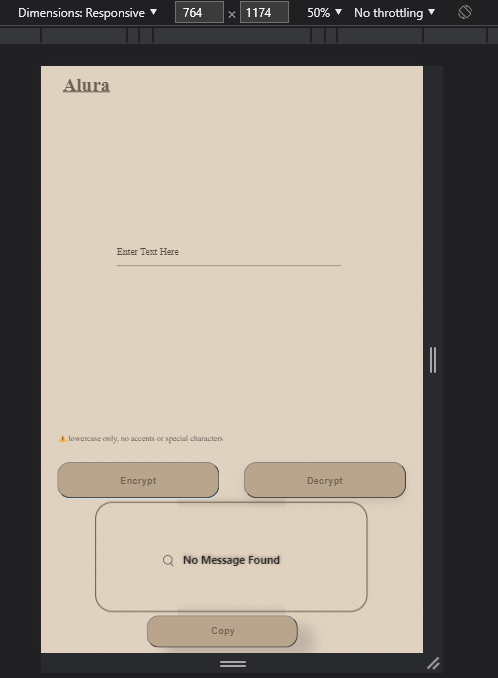 Dimensions: Responsive ▼ 764 × 1174 50% ▼ No throttling ▼
Alura
Enter Text Here
⚠ lowercase only, no accents or special characters
Encrypt Decrypt
No Message Found
Copy